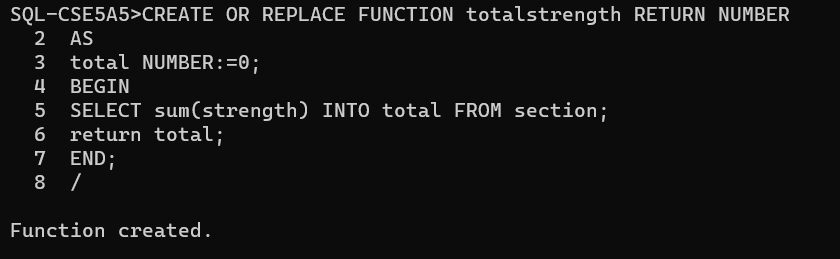 SQL-CSE5A5>CREATE OR REPLACE FUNCTION totalstrength RETURN NUMBER
  2  AS
  3  total NUMBER:=0;
  4  BEGIN
  5  SELECT sum(strength) INTO total FROM section;
  6  return total;
  7  END;
  8  /
Function created.